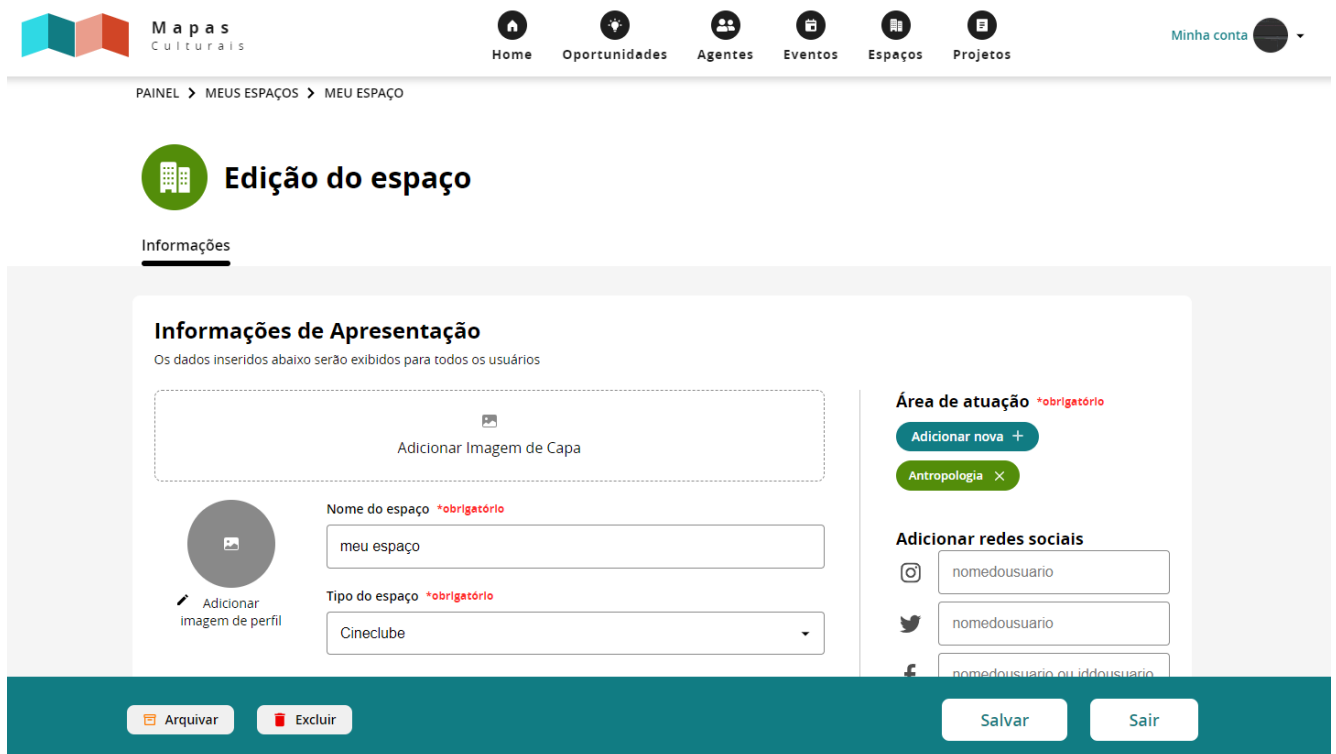 Mapas
Culturais
Home
Oportunidades
Agentes
Eventos
Espaços
Projetos
Minha conta
PAINEL > MEUS ESPAÇOS > MEU ESPAÇO
Edição do espaço
Informações
Informações de Apresentação
Os dados inseridos abaixo serão exibidos para todos os usuários
Adicionar Imagem de Capa
Adicionar
imagem de perfil
Nome do espaço *obrigatório
meu espaço
Tipo do espaço *obrigatório
Cineclube
Área de atuação *obrigatório
Adicionar nova +
Antropologia ×
Adicionar redes sociais
nomedousuario
nomedousuario
nomedousuario ou iddousuario
Arquivar
Excluir
Salvar
Sair